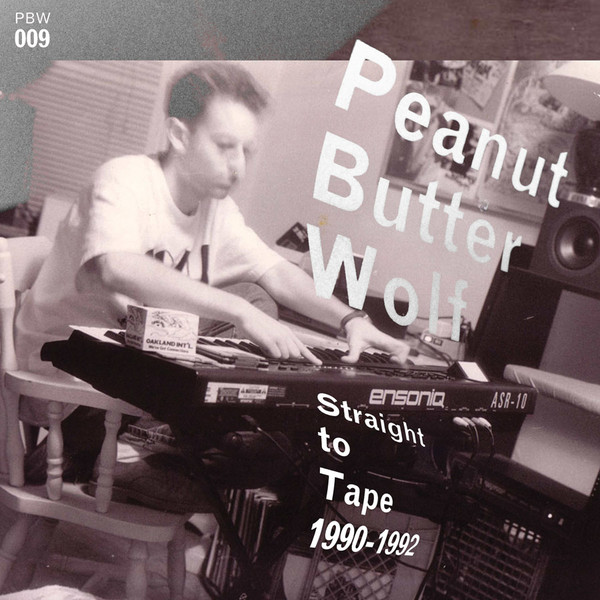 PBW
009
Peanut
Butter
Wolf
OAKLAND INT'L
ensoniq
ASR-10
Straight
to
Tape
1990-1992